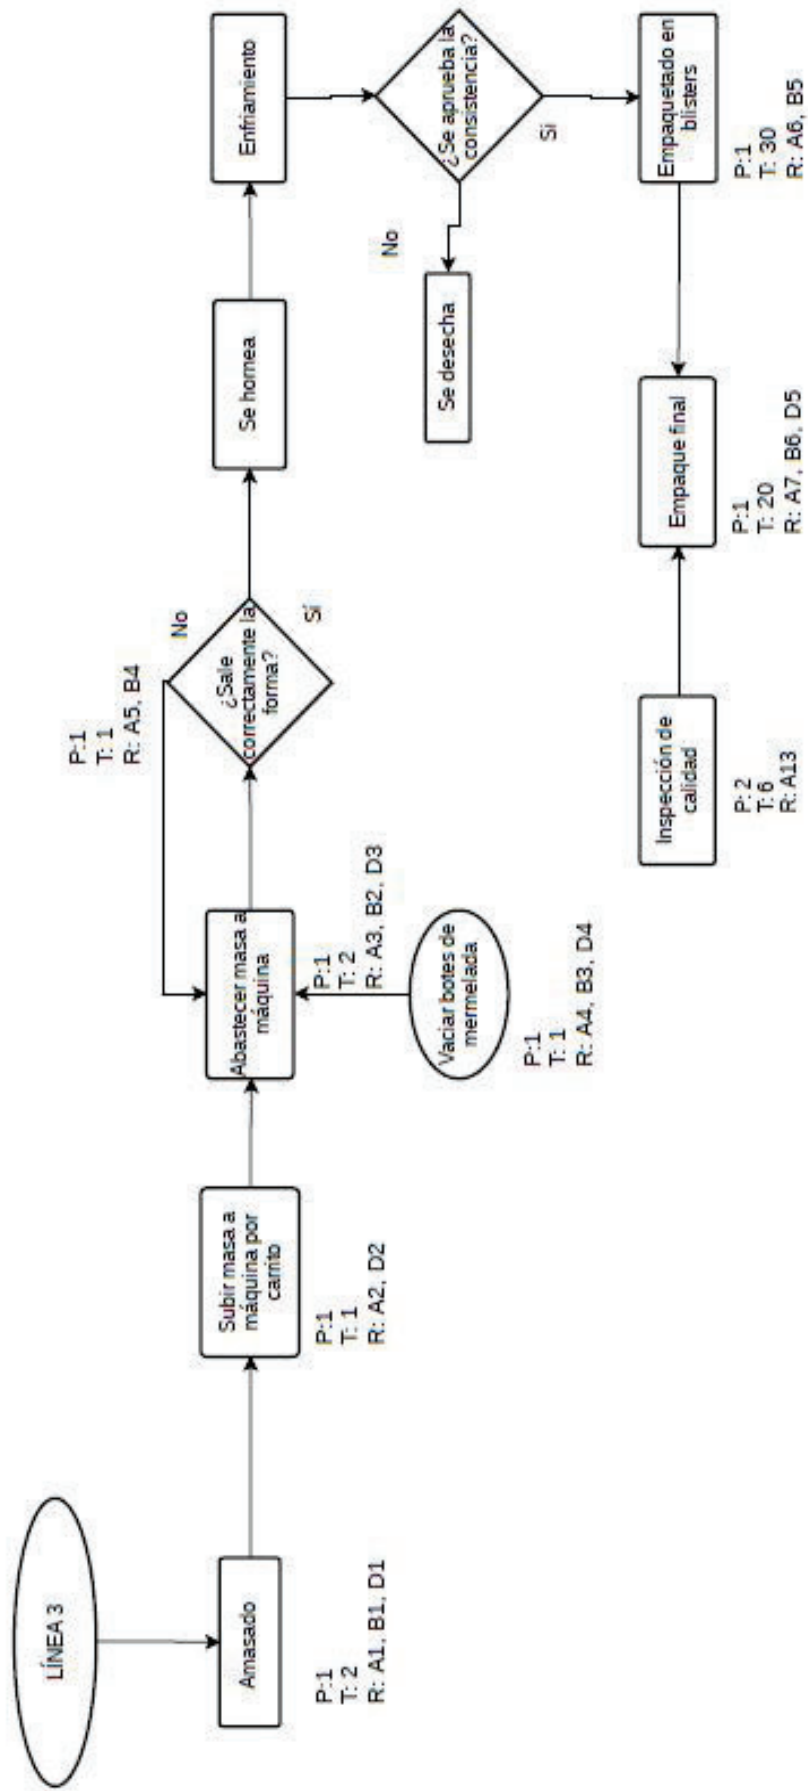 LÍNEA 3
Amasado
P:1
T: 2
R: A1, B1, D1
Subir masa a
máquina por
carrito
P:1
T: 1
R: A2, D2
Abastecer masa a
máquina
P:1
T: 2
R: A3, B2, D3
Vaciar botes de
mermelada
P:1
T: 1
R: A4, B3, D4
¿Sale
correctamente la
forma?
P:1
T: 1
R: A5, B4
No
Sí
Se hornea
Enfriamiento
¿Se aprueba la
consistencia?
No
Si
Se desecha
Empaquetado en
blisters
P:1
T: 30
R: A6, B5
Empaque final
P:1
T: 20
R: A7, B6, D5
Inspección de
calidad
P: 2
T: 6
R: A13